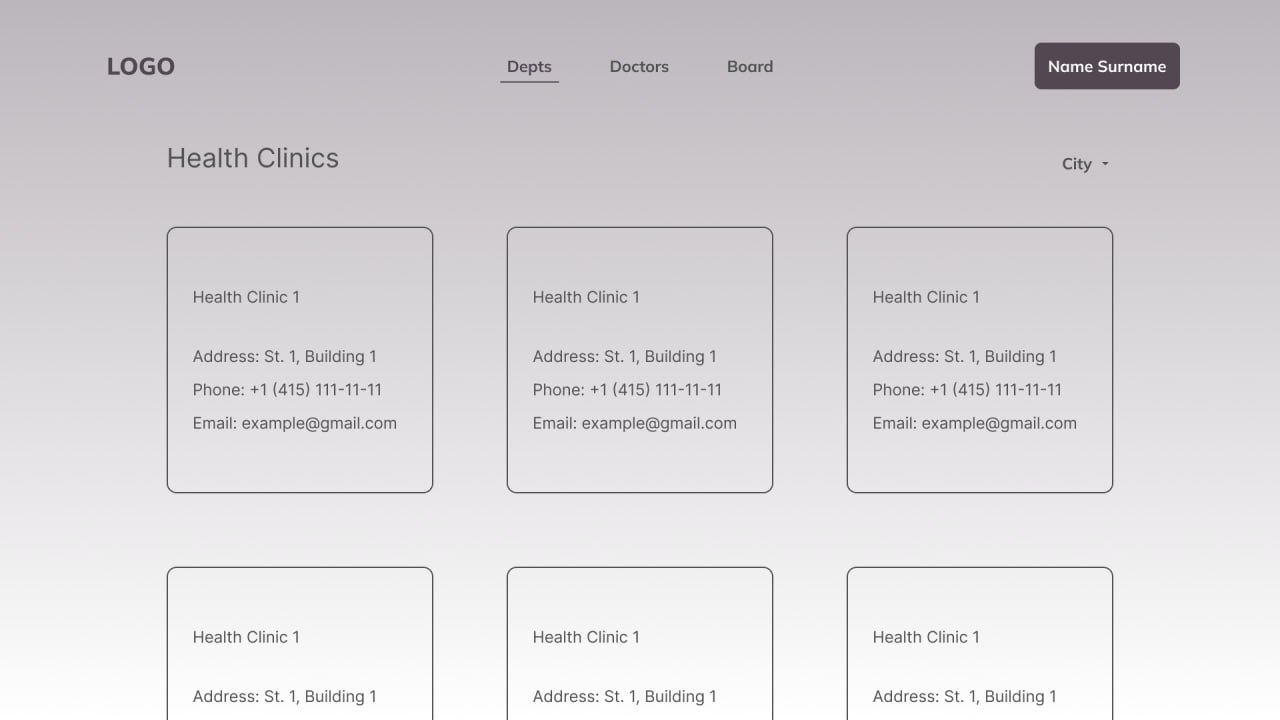 LOGO
Depts Doctors Board
Name Surname
Health Clinics
City
Health Clinic 1
Address: St. 1, Building 1
Phone: +1 (415) 111-11-11
Email: example@gmail.com
Health Clinic 1
Address: St. 1, Building 1
Phone: +1 (415) 111-11-11
Email: example@gmail.com
Health Clinic 1
Address: St. 1, Building 1
Phone: +1 (415) 111-11-11
Email: example@gmail.com
Health Clinic 1
Address: St. 1, Building 1
Health Clinic 1
Address: St. 1, Building 1
Health Clinic 1
Address: St. 1, Building 1